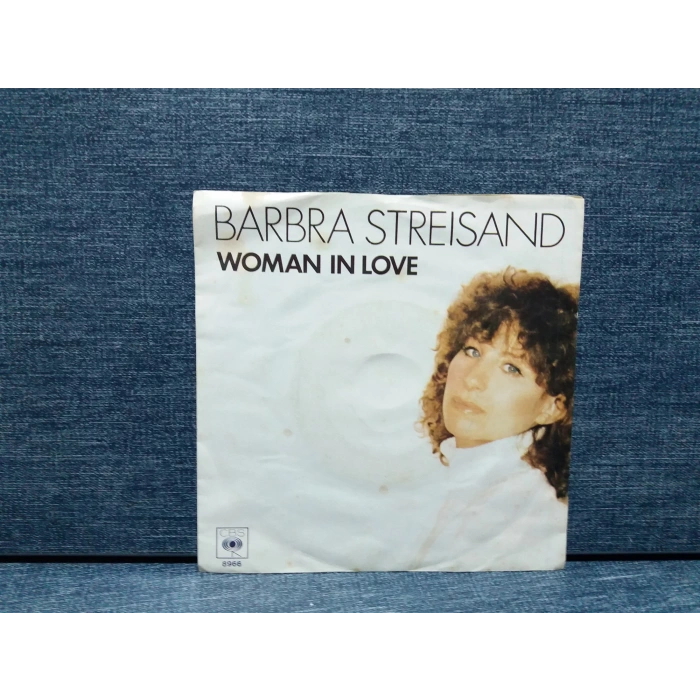 BARBRA STREISAND
WOMAN IN LOVE
CBS
8966